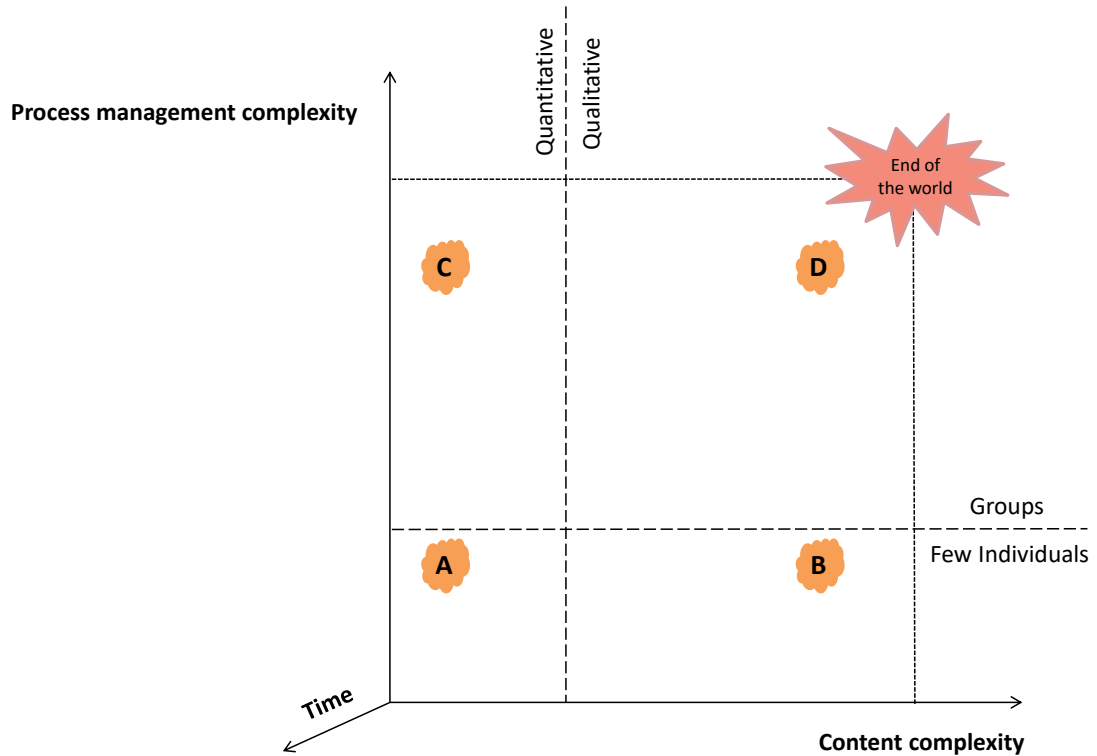 Quantitative
Qualitative
Process management complexity
End of
the world
C
D
Groups
Few Individuals
A
B
Time
Content complexity